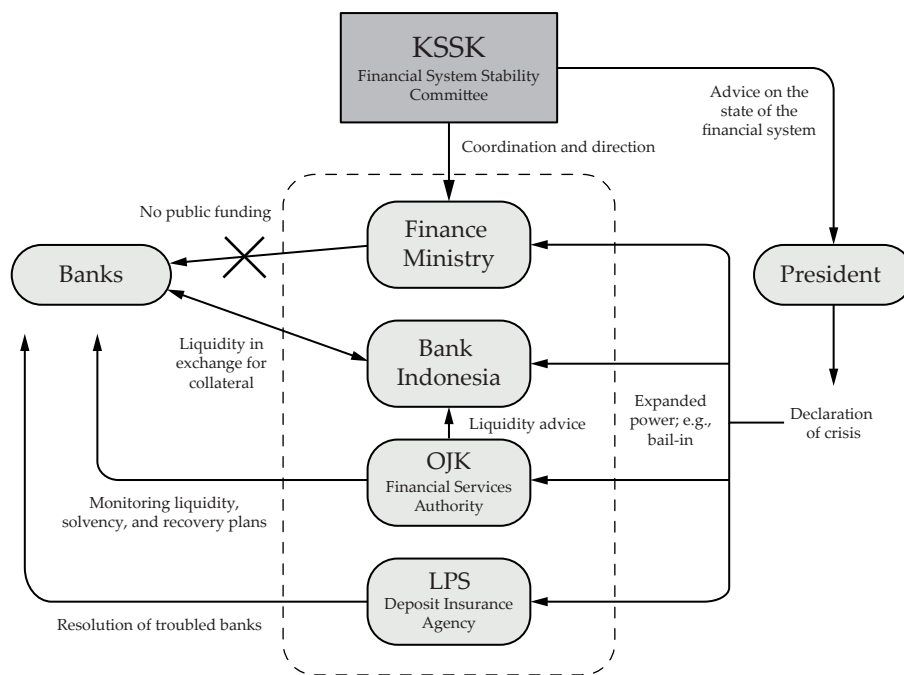 KSSK
Financial System Stability
Committee
Advice on the
state of the
financial system
Coordination and direction
No public funding
Finance
Ministry
Banks
President
Liquidity in
exchange for
collateral
Bank
Indonesia
Expanded
power; e.g.,
bail-in
Declaration
of crisis
Liquidity advice
OJK
Financial Services
Authority
Monitoring liquidity,
solvency, and recovery plans
LPS
Deposit Insurance
Agency
Resolution of troubled banks